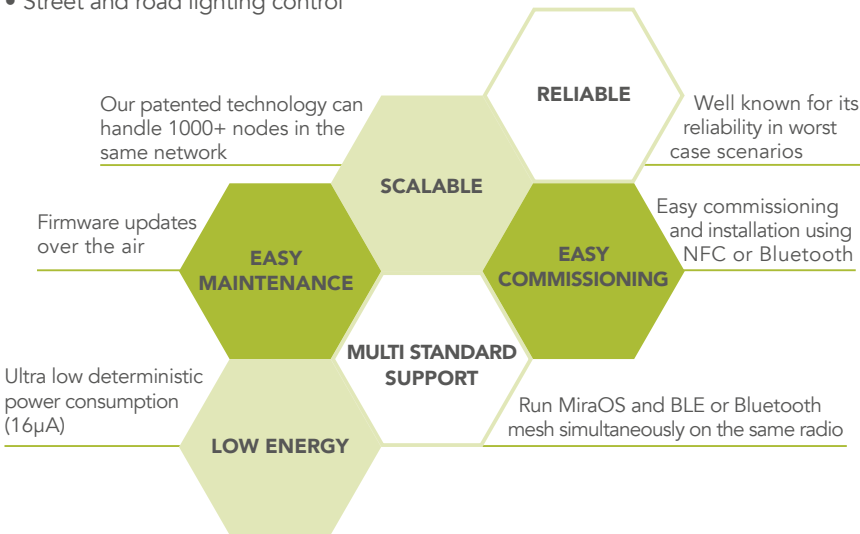 • Street and road lighting control
RELIABLE
Well known for its
reliability in worst
case scenarios
Our patented technology can
handle 1000+ nodes in the
same network
SCALABLE
Easy commissioning
and installation using
NFC or Bluetooth
Firmware updates
over the air
EASY
MAINTENANCE
EASY
COMMISSIONING
MULTI STANDARD
SUPPORT
Ultra low deterministic
power consumption
(16µA)
Run MiraOS and BLE or Bluetooth
mesh simultaneously on the same radio
LOW ENERGY